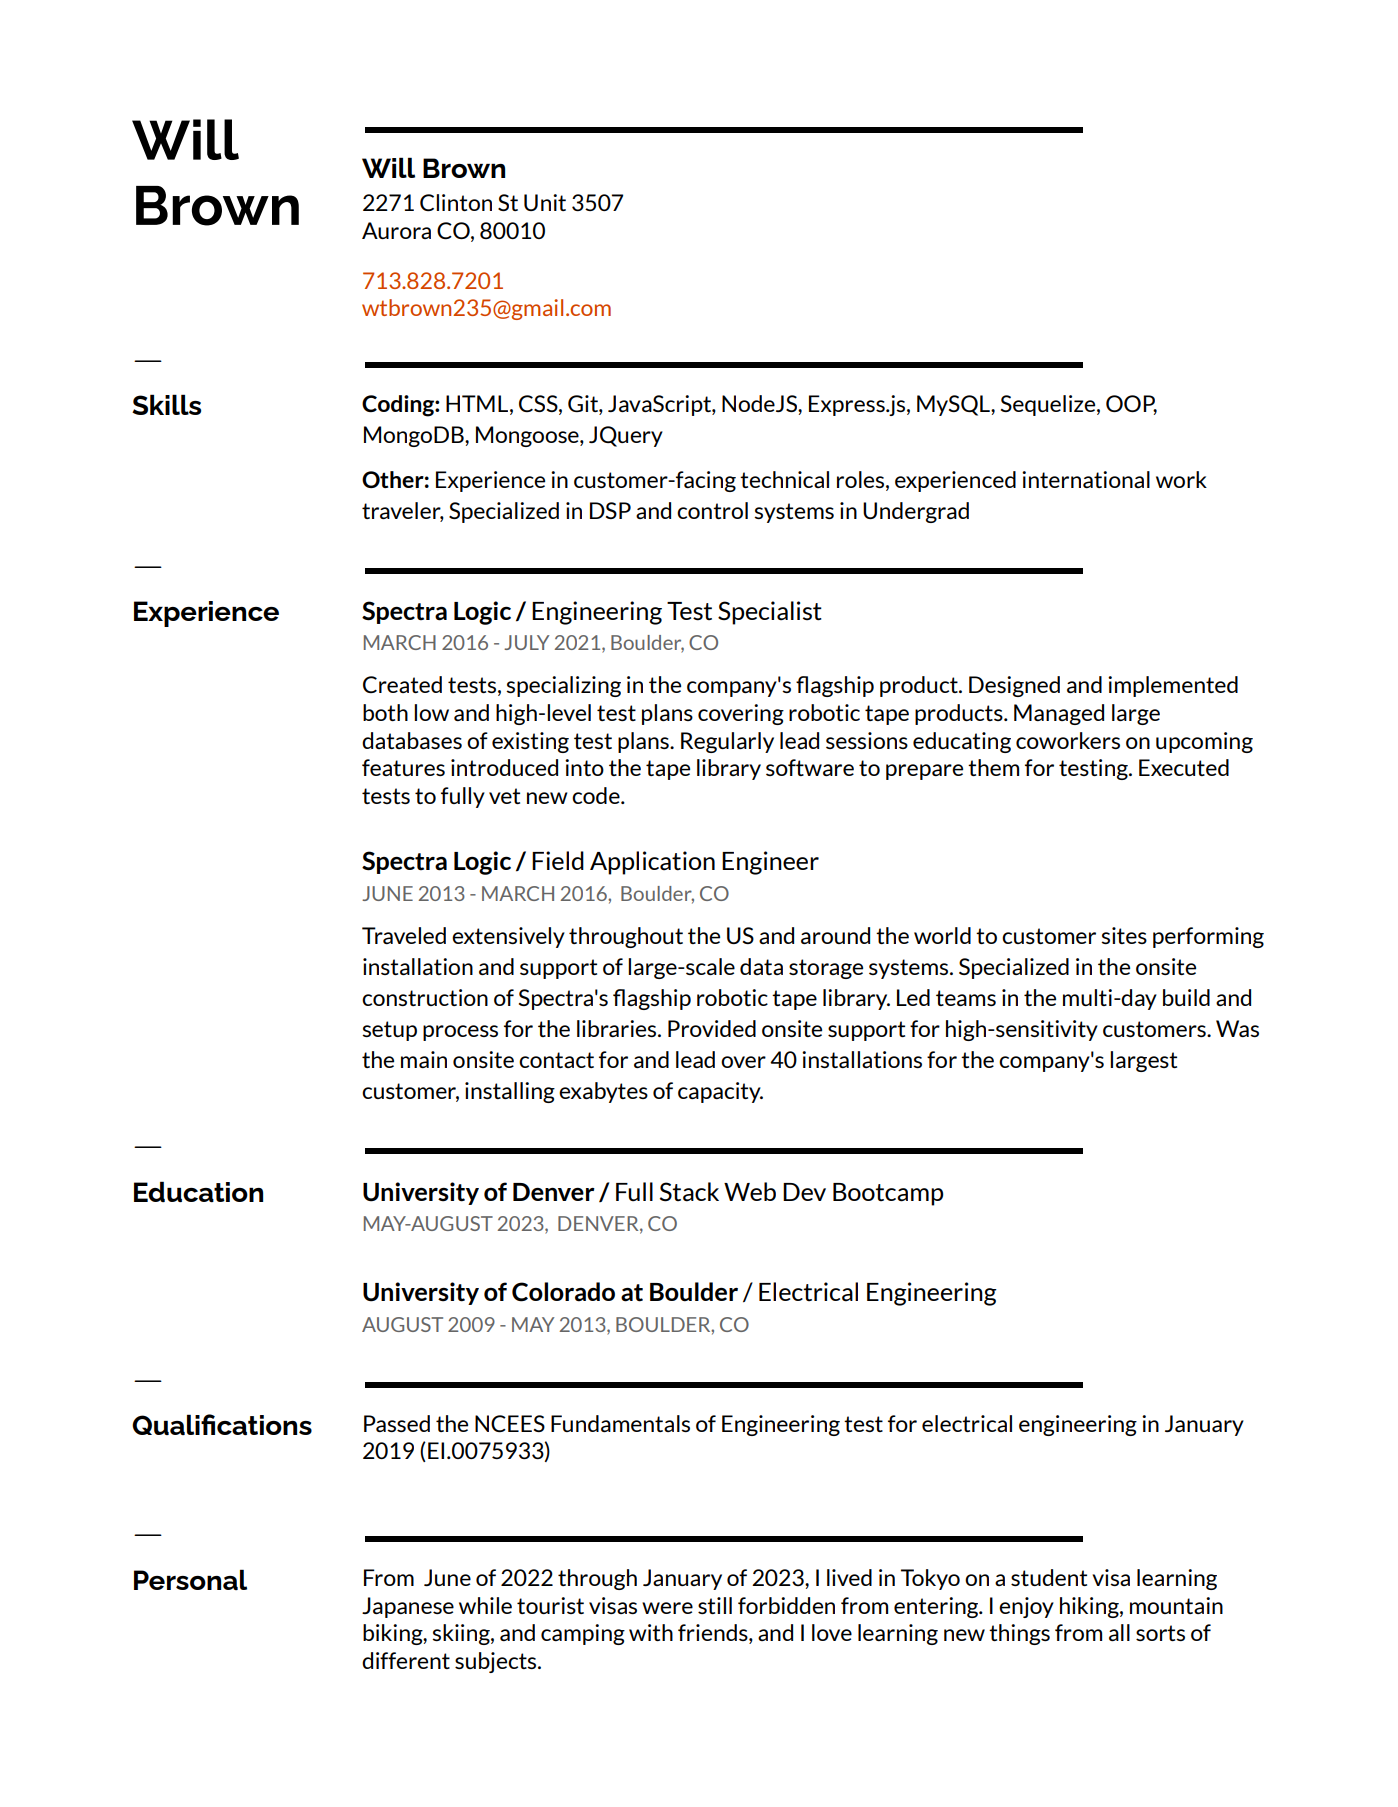 Will
Brown
Will Brown
2271 Clinton St Unit 3507
Aurora CO, 80010
713.828.7201
wtbrown235@gmail.com
—
Skills
Coding: HTML, CSS, Git, JavaScript, NodeJS, Express.js, MySQL, Sequelize, OOP,
MongoDB, Mongoose, JQuery
Other: Experience in customer-facing technical roles, experienced international work
traveler, Specialized in DSP and control systems in Undergrad
—
Experience
Spectra Logic / Engineering Test Specialist
MARCH 2016 - JULY 2021, Boulder, CO
Created tests, specializing in the company's flagship product. Designed and implemented
both low and high-level test plans covering robotic tape products. Managed large
databases of existing test plans. Regularly lead sessions educating coworkers on upcoming
features introduced into the tape library software to prepare them for testing. Executed
tests to fully vet new code.
Spectra Logic / Field Application Engineer
JUNE 2013 - MARCH 2016,  Boulder, CO
Traveled extensively throughout the US and around the world to customer sites performing
installation and support of large-scale data storage systems. Specialized in the onsite
construction of Spectra's flagship robotic tape library. Led teams in the multi-day build and
setup process for the libraries. Provided onsite support for high-sensitivity customers. Was
the main onsite contact for and lead over 40 installations for the company's largest
customer, installing exabytes of capacity.
—
Education
University of Denver / Full Stack Web Dev Bootcamp
MAY-AUGUST 2023,  DENVER, CO
University of Colorado at Boulder / Electrical Engineering
AUGUST 2009 - MAY 2013, BOULDER, CO
—
Qualifications
Passed the NCEES Fundamentals of Engineering test for electrical engineering in January
2019 (EI.0075933)
—
Personal
From  June of 2022 through January of 2023, I lived in Tokyo on a student visa learning
Japanese while tourist visas were still forbidden from entering. I enjoy hiking, mountain
biking, skiing, and camping with friends, and I love learning new things from all sorts of
different subjects.